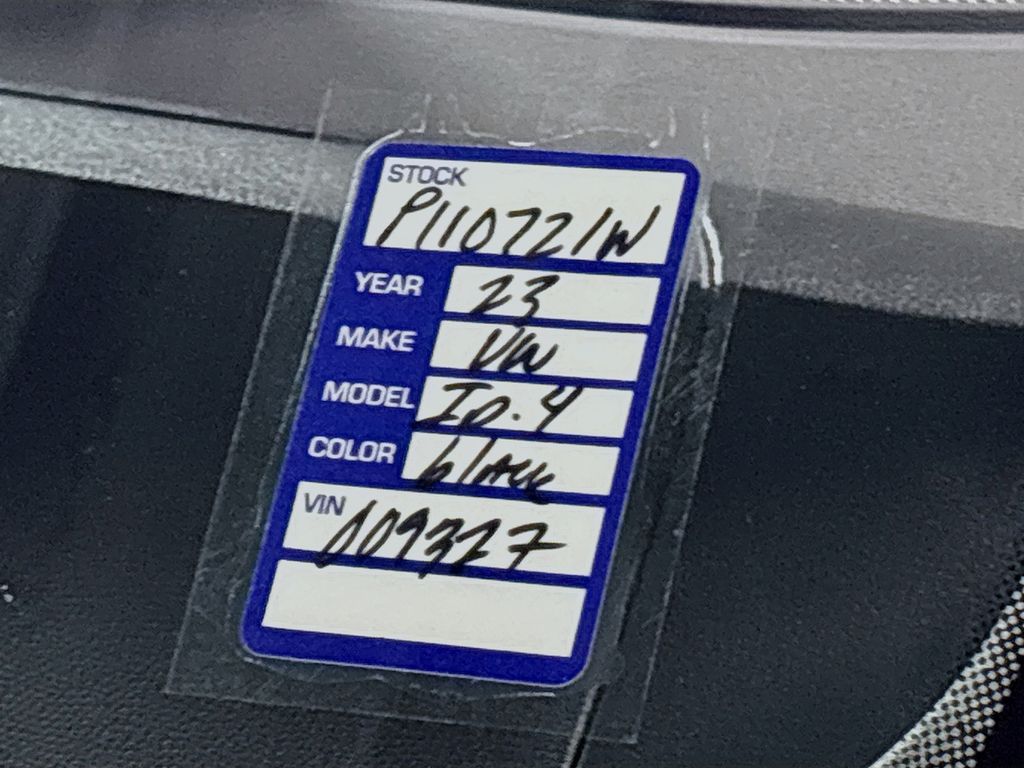 STOCK
P110721W
YEAR 23
MAKE VW
MODEL ID.4
COLOR black
VIN
009327